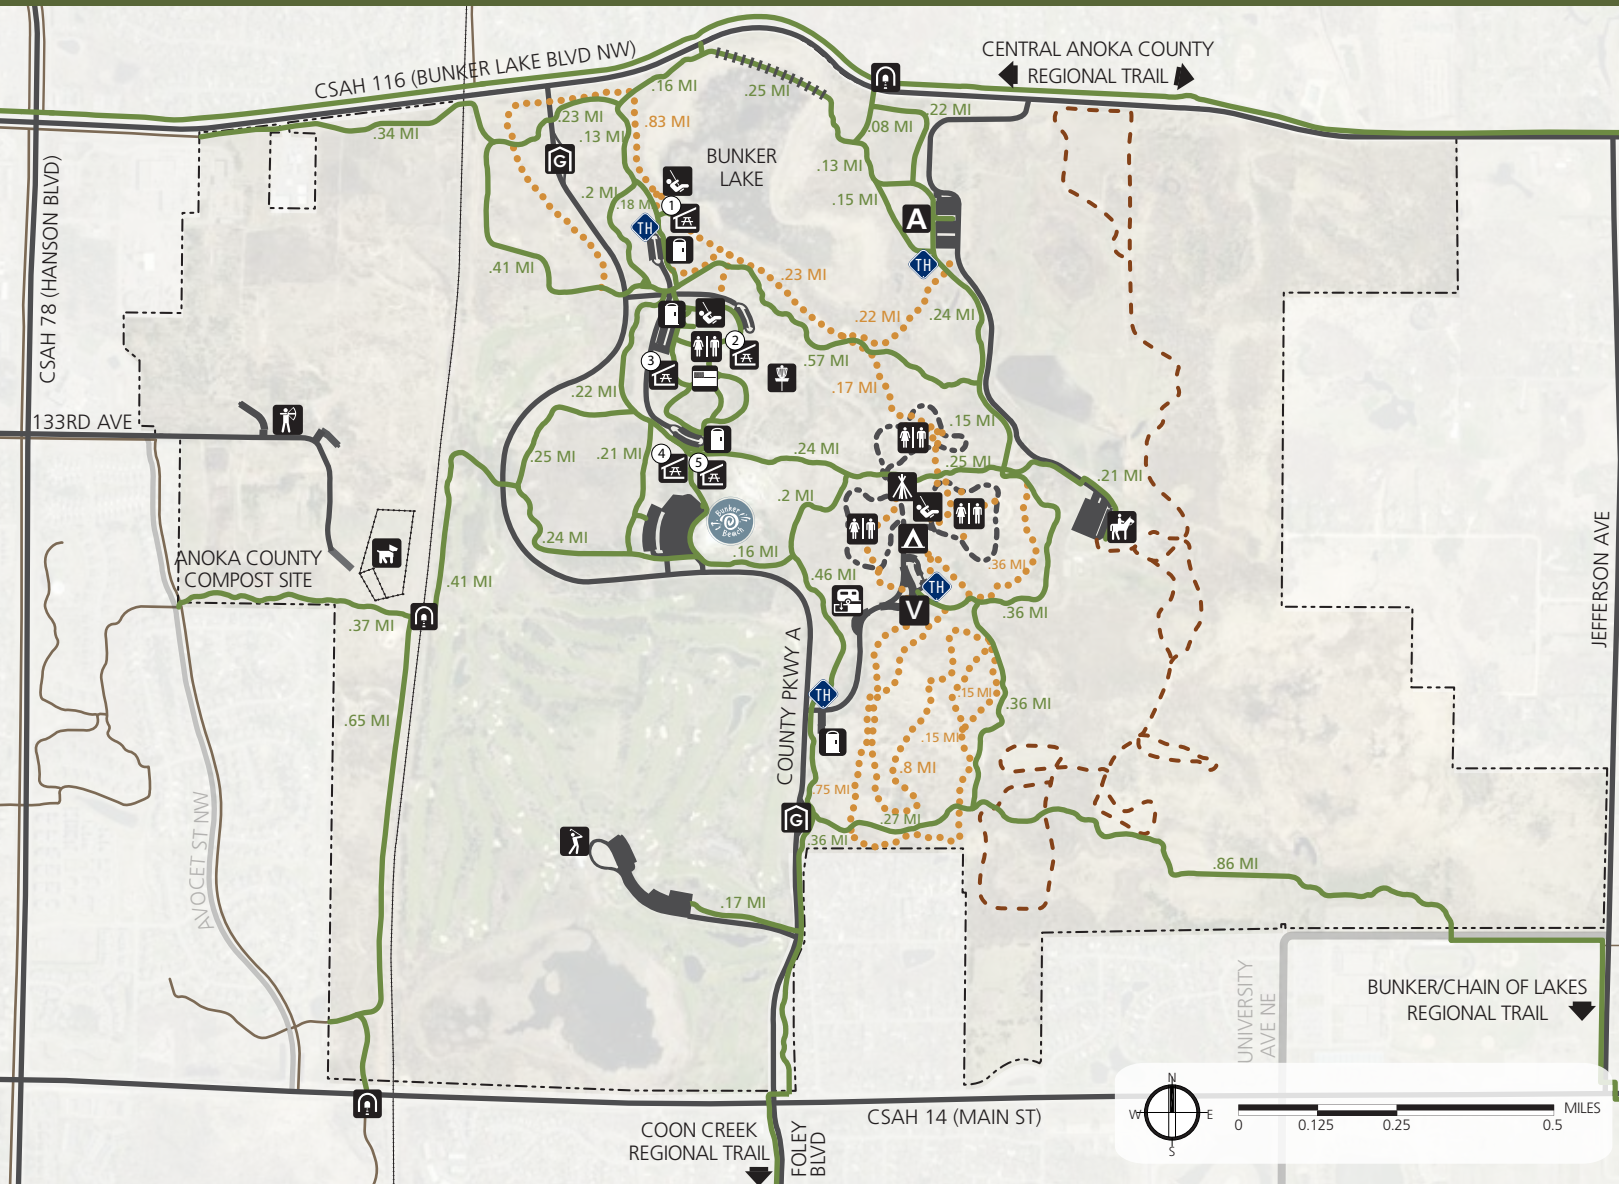 CENTRAL ANOKA COUNTY
REGIONAL TRAIL
CSAH 116 (BUNKER LAKE BLVD NW)
.16 MI
.25 MI
.22 MI
.08 MI
.23 MI
.83 MI
.13 MI
.34 MI
BUNKER
LAKE
.13 MI
.15 MI
.2 MI
.18 M
G
TH
1
A
TH
CSAH 78 (HANSON BLVD)
.41 MI
.23 MI
.22 MI
.24 MI
2
3
.57 MI
.17 MI
.22 MI
133RD AVE
.15 MI
.25 MI
.21 MI
4
5
.24 MI
.25 MI
.21 MI
.2 MI
Bunker
Beach
.24 MI
.16 MI
.36 MI
ANOKA COUNTY
COMPOST SITE
.41 MI
.46 MI
TH
V
.36 MI
.37 MI
JEFFERSON AVE
COUNTY PKWY A
TH
.15 MI
.36 MI
.65 MI
.15 MI
.8 MI
.75 MI
G
.27 MI
.36 MI
AVOCET ST NW
.86 MI
.17 MI
UNIVERSITY
AVE NE
BUNKER/CHAIN OF LAKES
REGIONAL TRAIL
CSAH 14 (MAIN ST)
COON CREEK
REGIONAL TRAIL
FOLEY
BLVD
N
W
E
S
MILES
0
0.125
0.25
0.5